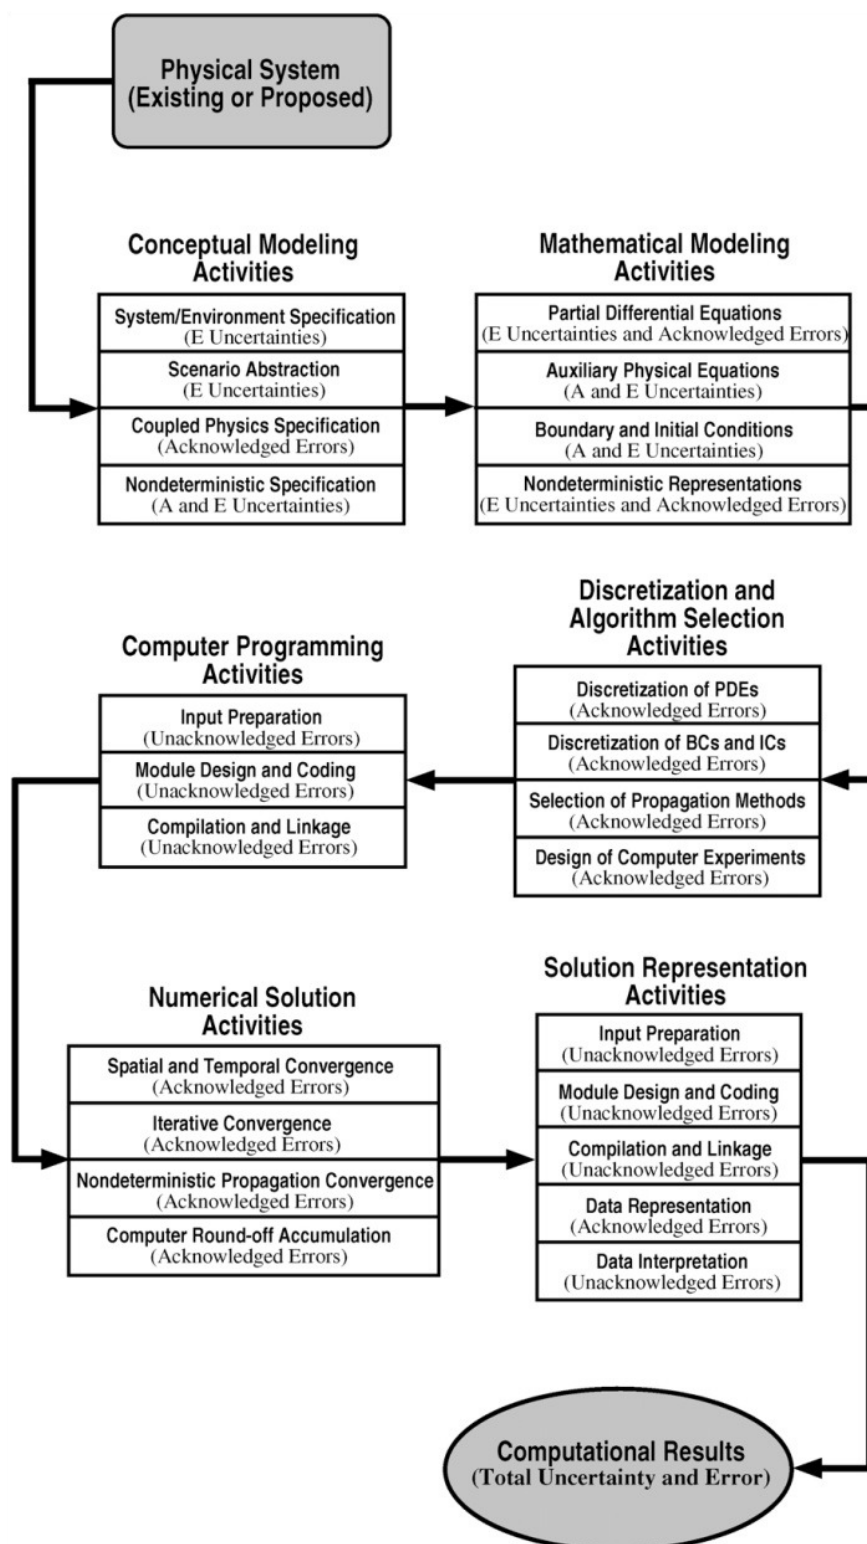 Physical System
(Existing or Proposed)
Conceptual Modeling
Activities
System/Environment Specification
(E Uncertainties)
Scenario Abstraction
(E Uncertainties)
Coupled Physics Specification
(Acknowledged Errors)
Nondeterministic Specification
(A and E Uncertainties)
Mathematical Modeling
Activities
Partial Differential Equations
(E Uncertainties and Acknowledged Errors)
Auxiliary Physical Equations
(A and E Uncertainties)
Boundary and Initial Conditions
(A and E Uncertainties)
Nondeterministic Representations
(E Uncertainties and Acknowledged Errors)
Discretization and
Algorithm Selection
Activities
Discretization of PDEs
(Acknowledged Errors)
Discretization of BCs and ICs
(Acknowledged Errors)
Selection of Propagation Methods
(Acknowledged Errors)
Design of Computer Experiments
(Acknowledged Errors)
Computer Programming
Activities
Input Preparation
(Unacknowledged Errors)
Module Design and Coding
(Unacknowledged Errors)
Compilation and Linkage
(Unacknowledged Errors)
Numerical Solution
Activities
Spatial and Temporal Convergence
(Acknowledged Errors)
Iterative Convergence
(Acknowledged Errors)
Nondeterministic Propagation Convergence
(Acknowledged Errors)
Computer Round-off Accumulation
(Acknowledged Errors)
Solution Representation
Activities
Input Preparation
(Unacknowledged Errors)
Module Design and Coding
(Unacknowledged Errors)
Compilation and Linkage
(Unacknowledged Errors)
Data Representation
(Acknowledged Errors)
Data Interpretation
(Unacknowledged Errors)
Computational Results
(Total Uncertainty and Error)